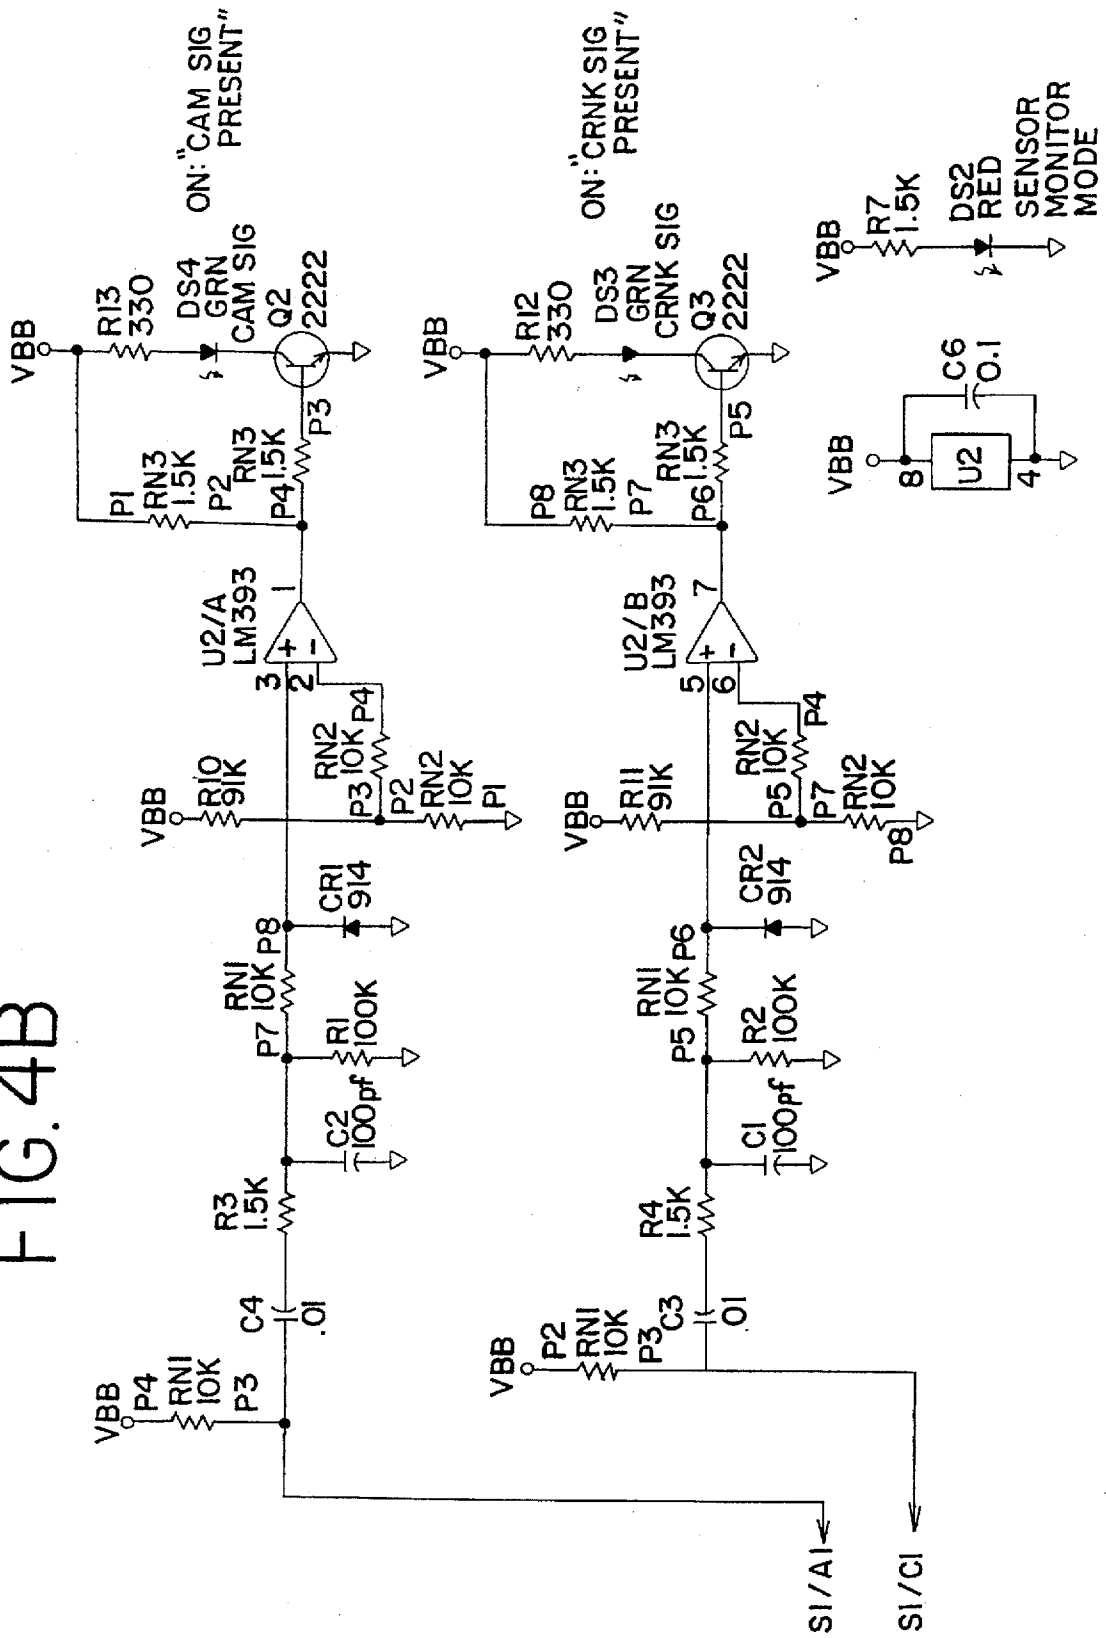 FIG. 4B
VBB
P4
RN1
10K
P3
C4
.01
R3
1.5K
C2
100pf
P7
R1
100K
RN1
10K
P8
CR1
914
VBB
R10
91K
P3
RN2
10K
P4
P2
RN2
10K
P1
U2/A
LM393
3
2
+
-
1
P1
RN3
1.5K
P2
P4
RN3
1.5K
P3
VBB
R13
330
DS4
GRN
CAM SIG
Q2
2222
ON: "CAM SIG
PRESENT"
VBB
P2
RN1
10K
P3
C3
.01
R4
1.5K
C1
100pf
P5
R2
100K
RN1
10K
P6
CR2
914
VBB
R11
91K
P5
RN2
10K
P4
P7
RN2
10K
P8
U2/B
LM393
5
6
+
-
7
P8
RN3
1.5K
P7
P6
RN3
1.5K
P5
VBB
R12
330
DS3
GRN
CRNK SIG
Q3
2222
ON: "CRNK SIG
PRESENT"
S1/A1
S1/C1
VBB
8
U2
4
C6
0.1
VBB
R7
1.5K
DS2
RED
SENSOR
MONITOR
MODE